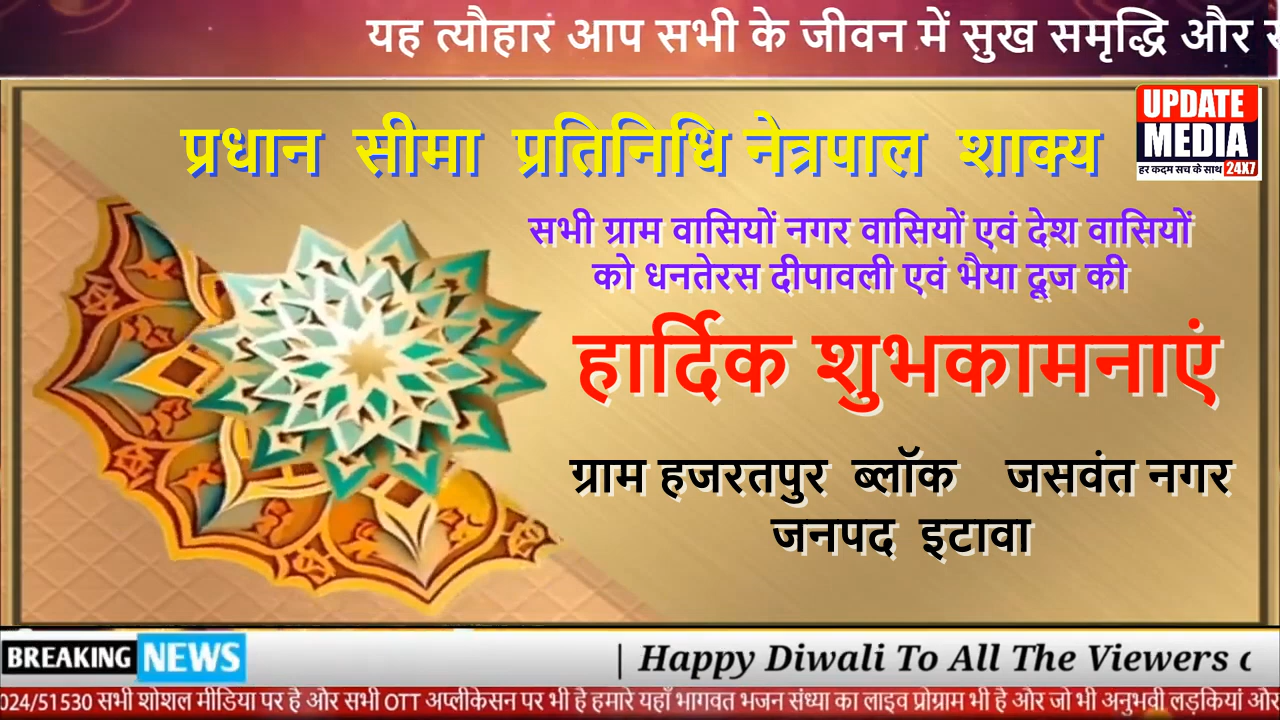 यह त्यौहार आप सभी के जीवन में सुख समृद्धि और
UPDATE
MEDIA
हर कदम सच के साथ 24X7
प्रधान सीमा प्रतिनिधि नेत्रपाल शाक्य
सभी ग्राम वासियों नगर वासियों एवं देश वासियों
को धनतेरस दीपावली एवं भैया दूज की
हार्दिक शुभकामनाएं
ग्राम हजरतपुर ब्लॉक जसवंत नगर
जनपद इटावा
BREAKING NEWS
| Happy Diwali To All The Viewers
024/51530 सभी शोशल मीडिया पर है और सभी OTT अप्लीकेसन पर भी है हमारे यहाँ भागवत भजन संध्या का लाइव प्रोग्राम भी है और जो भी अनुभवी लड़कियां और